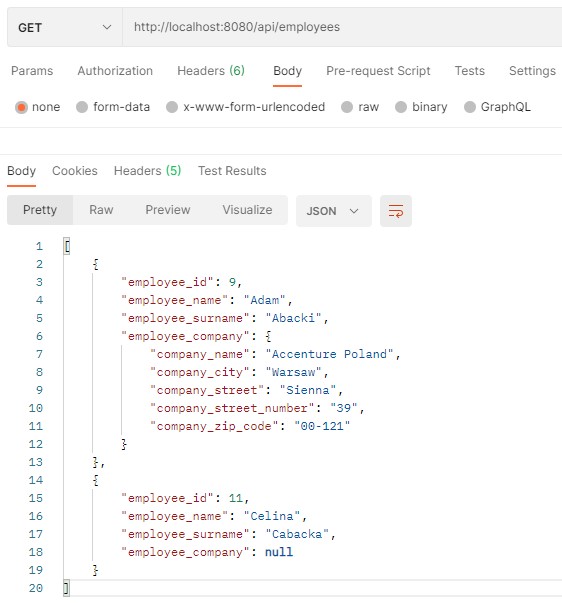 GET http://localhost:8080/api/employees
Params Authorization Headers (6) Body Pre-request Script Tests Settings
none form-data x-www-form-urlencoded raw binary GraphQL
Body Cookies Headers (5) Test Results
Pretty Raw Preview Visualize JSON
1 [
2 {
3 "employee_id": 9,
4 "employee_name": "Adam",
5 "employee_surname": "Abacki",
6 "employee_company": {
7 "company_name": "Accenture Poland",
8 "company_city": "Warsaw",
9 "company_street": "Sienna",
10 "company_street_number": "39",
11 "company_zip_code": "00-121"
12 }
13 },
14 {
15 "employee_id": 11,
16 "employee_name": "Celina",
17 "employee_surname": "Cabacka",
18 "employee_company": null
19 }
20 ]